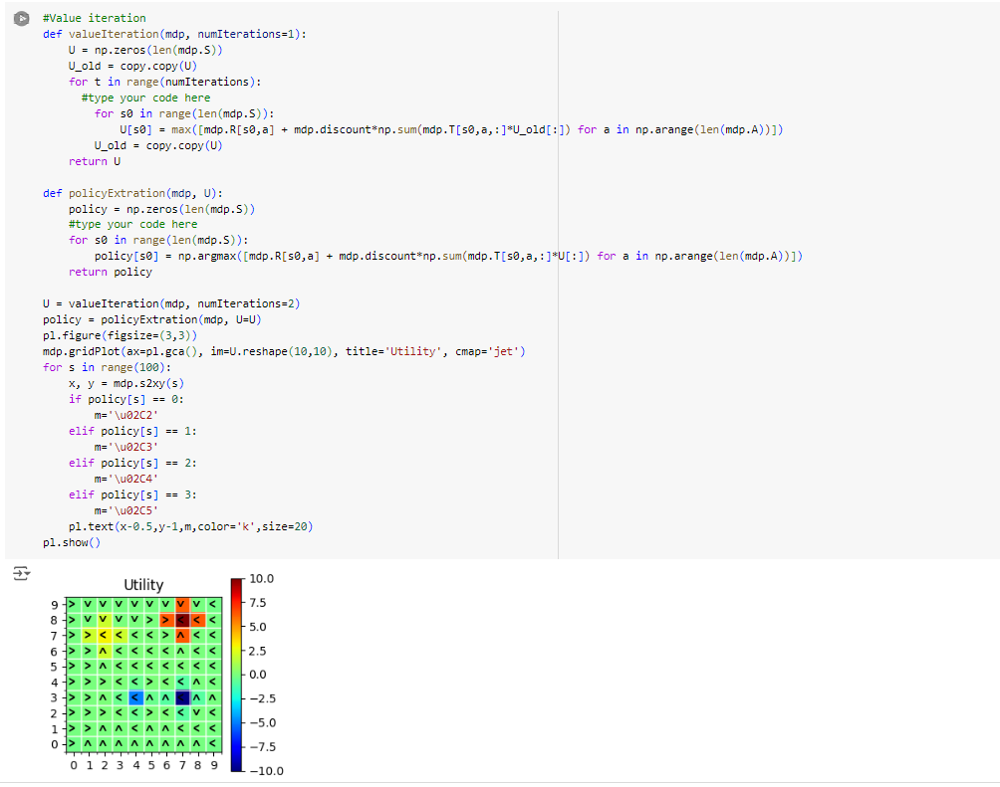 #Value iteration
def valueIteration(mdp, numIterations=1):
    U = np.zeros(len(mdp.S))
    U_old = copy.copy(U)
    for t in range(numIterations):
      #type your code here
        for s0 in range(len(mdp.S)):
            U[s0] = max([mdp.R[s0,a] + mdp.discount*np.sum(mdp.T[s0,a,:]*U_old[:]) for a in np.arange(len(mdp.A))])
        U_old = copy.copy(U)
    return U
def policyExtration(mdp, U):
    policy = np.zeros(len(mdp.S))
    #type your code here
    for s0 in range(len(mdp.S)):
        policy[s0] = np.argmax([mdp.R[s0,a] + mdp.discount*np.sum(mdp.T[s0,a,:]*U[:]) for a in np.arange(len(mdp.A))])
    return policy
U = valueIteration(mdp, numIterations=2)
policy = policyExtration(mdp, U=U)
pl.figure(figsize=(3,3))
mdp.gridPlot(ax=pl.gca(), im=U.reshape(10,10), title='Utility', cmap='jet')
for s in range(100):
    x, y = mdp.s2xy(s)
    if policy[s] == 0:
        m='\u02C2'
    elif policy[s] == 1:
        m='\u02C3'
    elif policy[s] == 2:
        m='\u02C4'
    elif policy[s] == 3:
        m='\u02C5'
    pl.text(x-0.5,y-1,m,color='k',size=20)
pl.show()
Utility
9
8
7
6
5
4
3
2
1
0
0 1 2 3 4 5 6 7 8 9
10.0
7.5
5.0
2.5
0.0
−2.5
−5.0
−7.5
−10.0